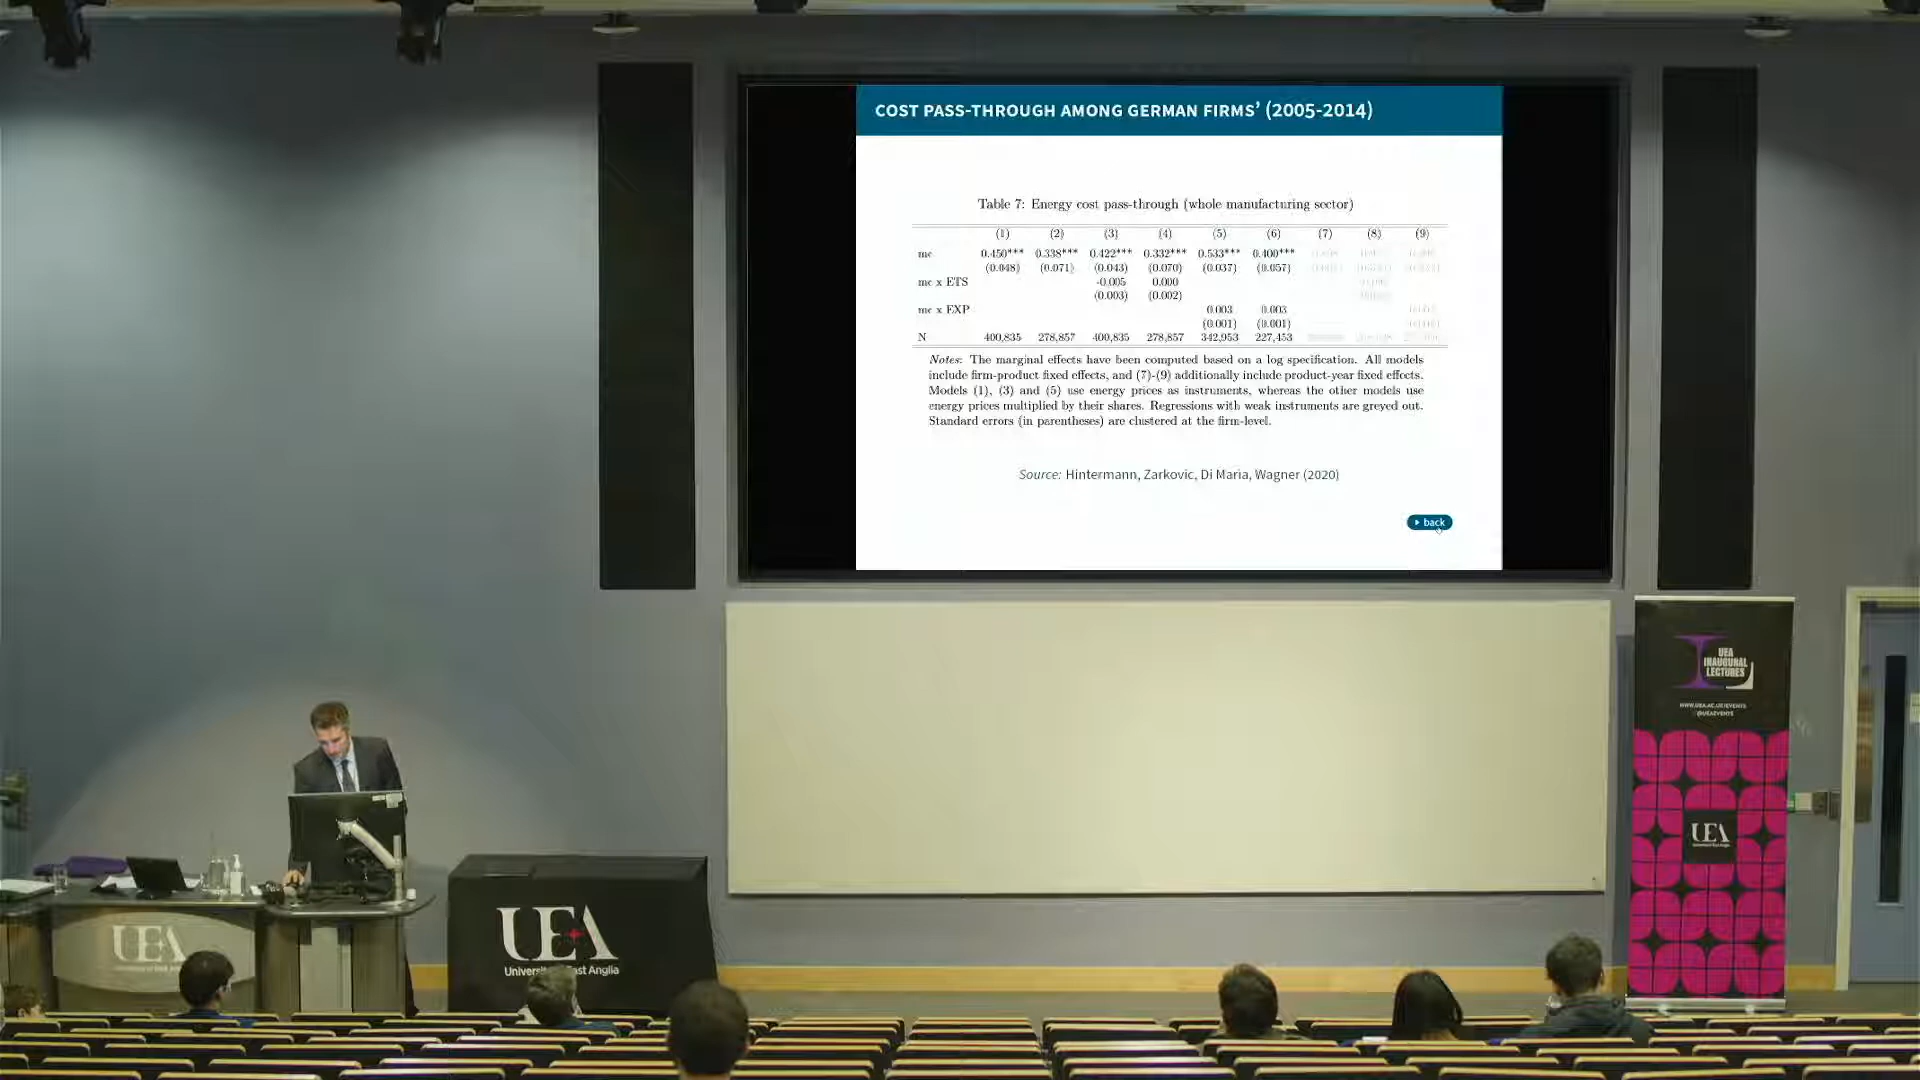 COST PASS-THROUGH AMONG GERMAN FIRMS' (2005-2014)
Table 7: Energy cost pass-through (whole manufacturing sector)
(1) (2) (3) (4) (5) (6) (7) (8) (9)
mc 0.450*** 0.338*** 0.422*** 0.332*** 0.533*** 0.400***
(0.048) (0.071) (0.043) (0.070) (0.037) (0.057)
mc x ETS -0.005 0.000
(0.003) (0.002)
mc x EXP 0.003 0.003
(0.001) (0.001)
N 400,835 278,857 400,835 278,857 342,953 227,453
Notes: The marginal effects have been computed based on a log specification. All models
include firm-product fixed effects, and (7)-(9) additionally include product-year fixed effects.
Models (1), (3) and (5) use energy prices as instruments, whereas the other models use
energy prices multiplied by their shares. Regressions with weak instruments are greyed out.
Standard errors (in parentheses) are clustered at the firm-level.
Source: Hintermann, Zarkovic, Di Maria, Wagner (2020)
back
UEA
INAUGURAL
LECTURES
WWW.UEA.AC.UK/EVENTS
@UEAEVENTS
UEA
UEA
UEA